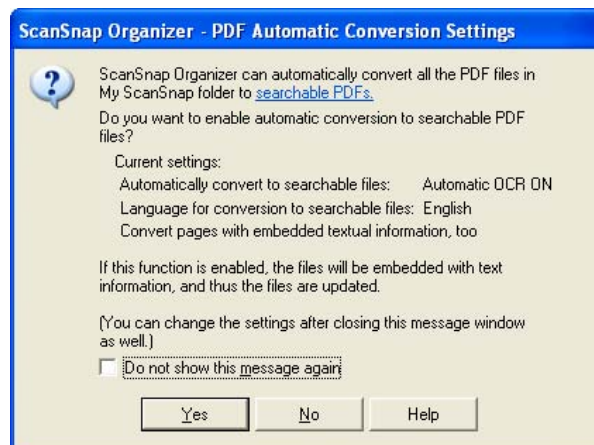 ScanSnap Organizer - PDF Automatic Conversion Settings
ScanSnap Organizer can automatically convert all the PDF files in
My ScanSnap folder to searchable PDFs.
Do you want to enable automatic conversion to searchable PDF
files?
Current settings:
Automatically convert to searchable files: Automatic OCR ON
Language for conversion to searchable files: English
Convert pages with embedded textual information, too
If this function is enabled, the files will be embedded with text
information, and thus the files are updated.
(You can change the settings after closing this message window
as well.)
Do not show this message again
Yes No Help